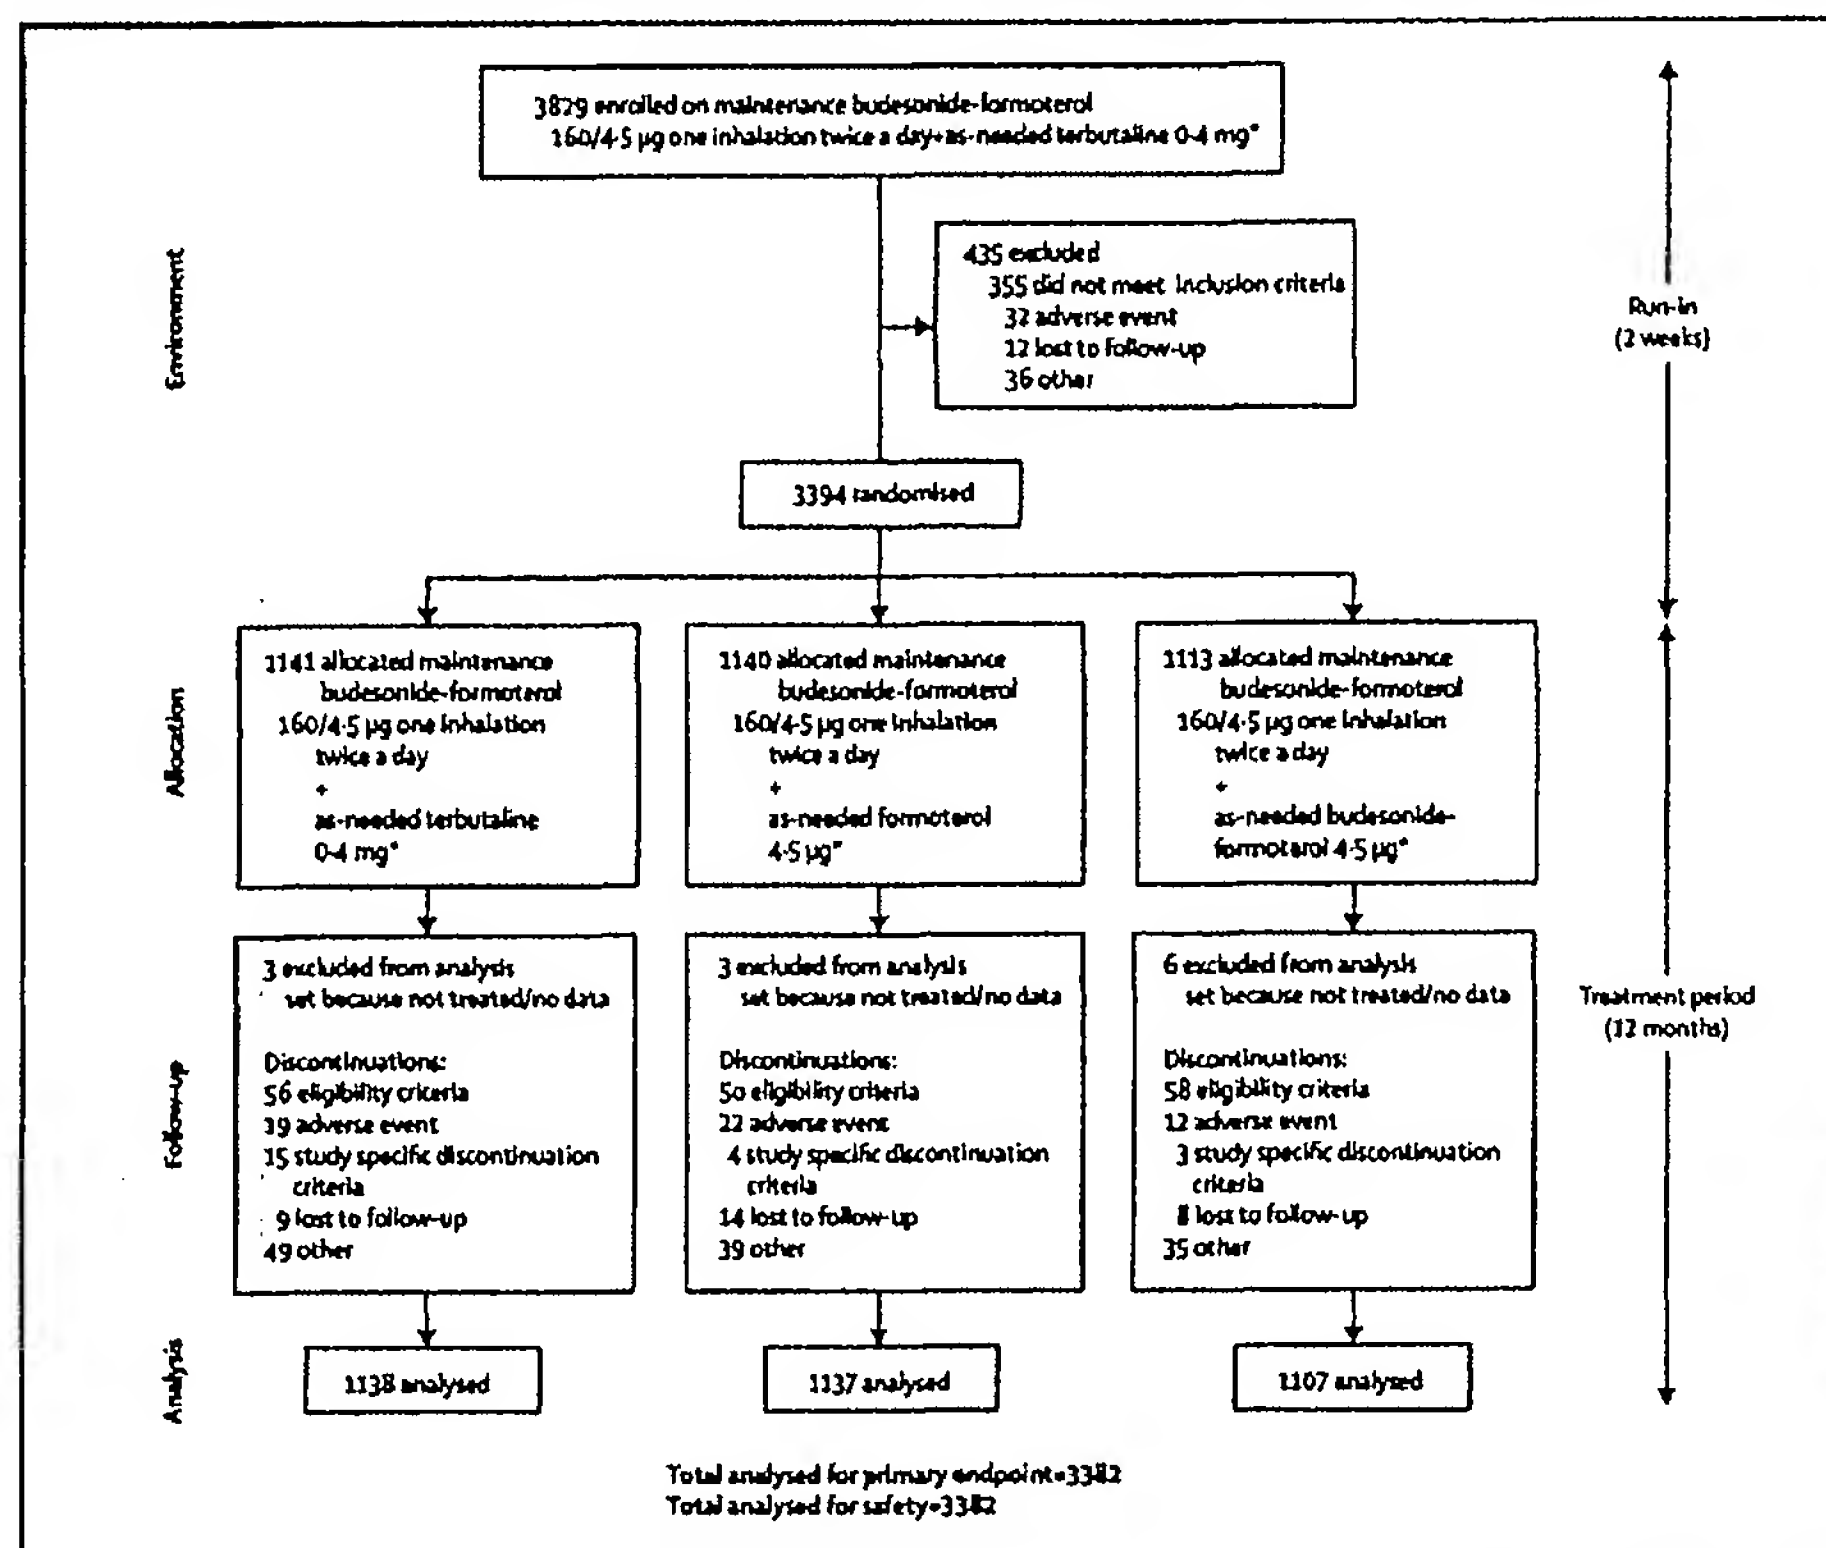 3829 enrolled on maintenance budesonide-formoterol
160/4·5 µg one inhalation twice a day+as-needed terbutaline 0·4 mg*
Environment
435 excluded
355 did not meet inclusion criteria
32 adverse event
12 lost to follow-up
36 other
Run-in
(2 weeks)
3394 randomised
Allocation
1141 allocated maintenance
budesonide-formoterol
160/4·5 µg one inhalation
twice a day
+
as-needed terbutaline
0·4 mg*
1140 allocated maintenance
budesonide-formoterol
160/4·5 µg one inhalation
twice a day
+
as-needed formoterol
4·5 µg*
1113 allocated maintenance
budesonide-formoterol
160/4·5 µg one inhalation
twice a day
+
as-needed budesonide-
formoterol 4·5 µg*
Follow-up
3 excluded from analysis
set because not treated/no data
Discontinuations:
56 eligibility criteria
19 adverse event
15 study specific discontinuation
criteria
9 lost to follow-up
49 other
3 excluded from analysis
set because not treated/no data
Discontinuations:
50 eligibility criteria
22 adverse event
4 study specific discontinuation
criteria
14 lost to follow-up
39 other
6 excluded from analysis
set because not treated/no data
Discontinuations:
58 eligibility criteria
12 adverse event
3 study specific discontinuation
criteria
8 lost to follow-up
35 other
Treatment period
(12 months)
Analysis
1138 analysed
1137 analysed
1107 analysed
Total analysed for primary endpoint=3382
Total analysed for safety=3382